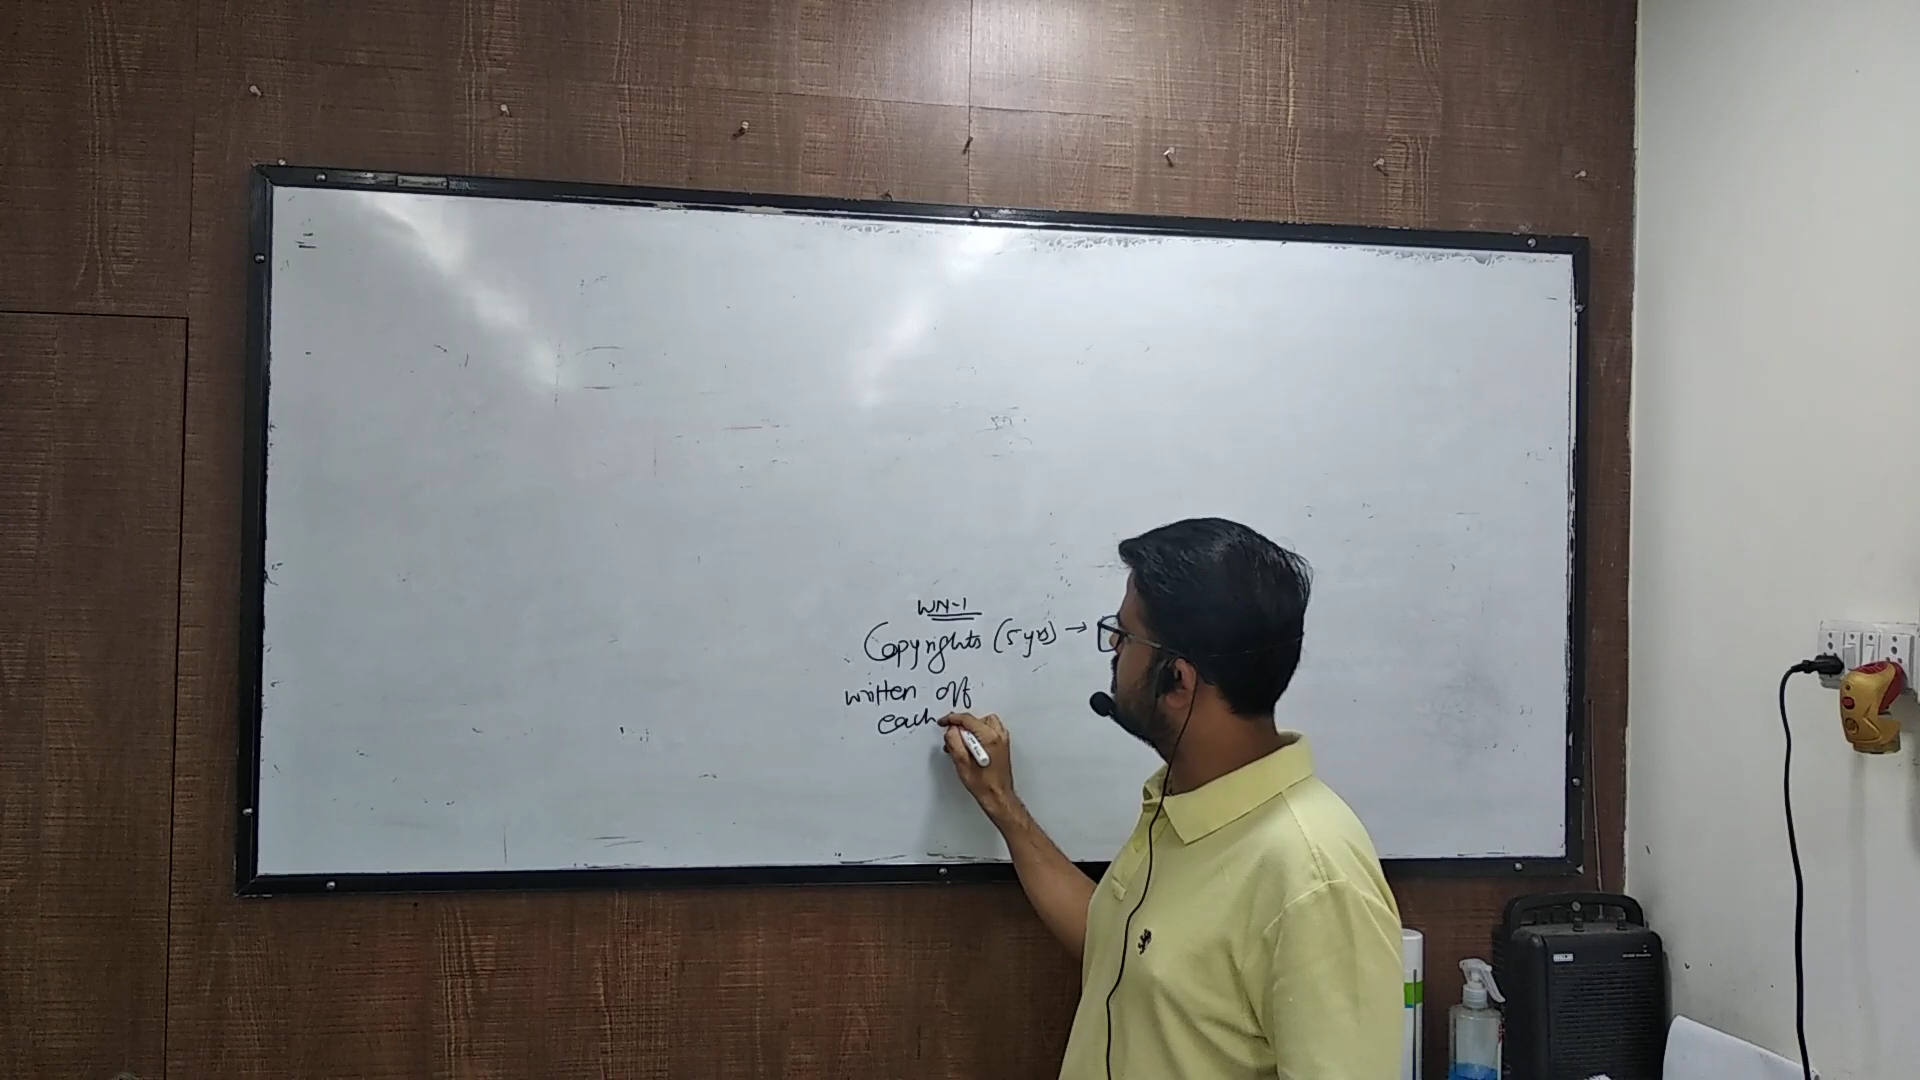 WN-1
Copyrights (5 yrs) →
written off
each